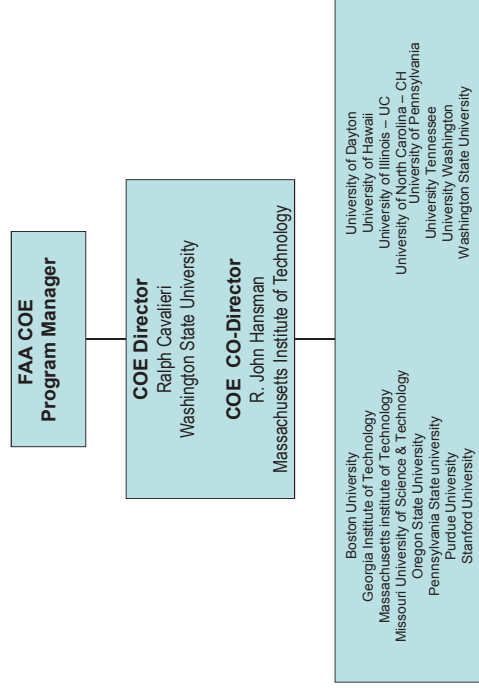 FAA COE
Program Manager
COE Director
Ralph Cavalieri
Washington State University
COE CO-Director
R. John Hansman
Massachusetts Institute of Technology
Boston University
Georgia Institute of Technology
Massachusetts institute of Technology
Missouri University of Science & Technology
Oregon State University
Pennsylvania State university
Purdue University
Stanford University
University of Dayton
University of Hawaii
University of Illinois – UC
University of North Carolina – CH
University of Pennsylvania
University Tennessee
University Washington
Washington State University